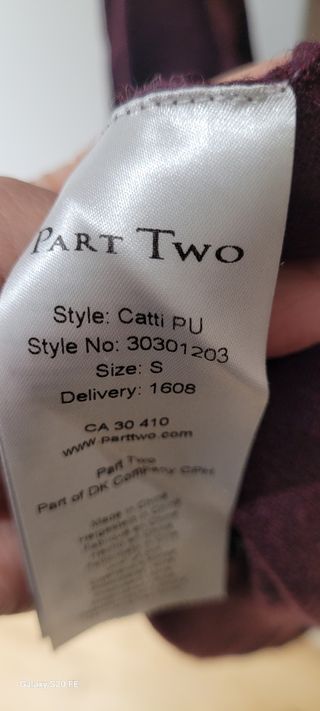 PART TWO
Style: Catti PU
Style No: 30301203
Size: S
Delivery: 1608
CA 30 410
www.parttwo.com
Part Two
Part of DK Company
Made in China
Galaxy S20 FE